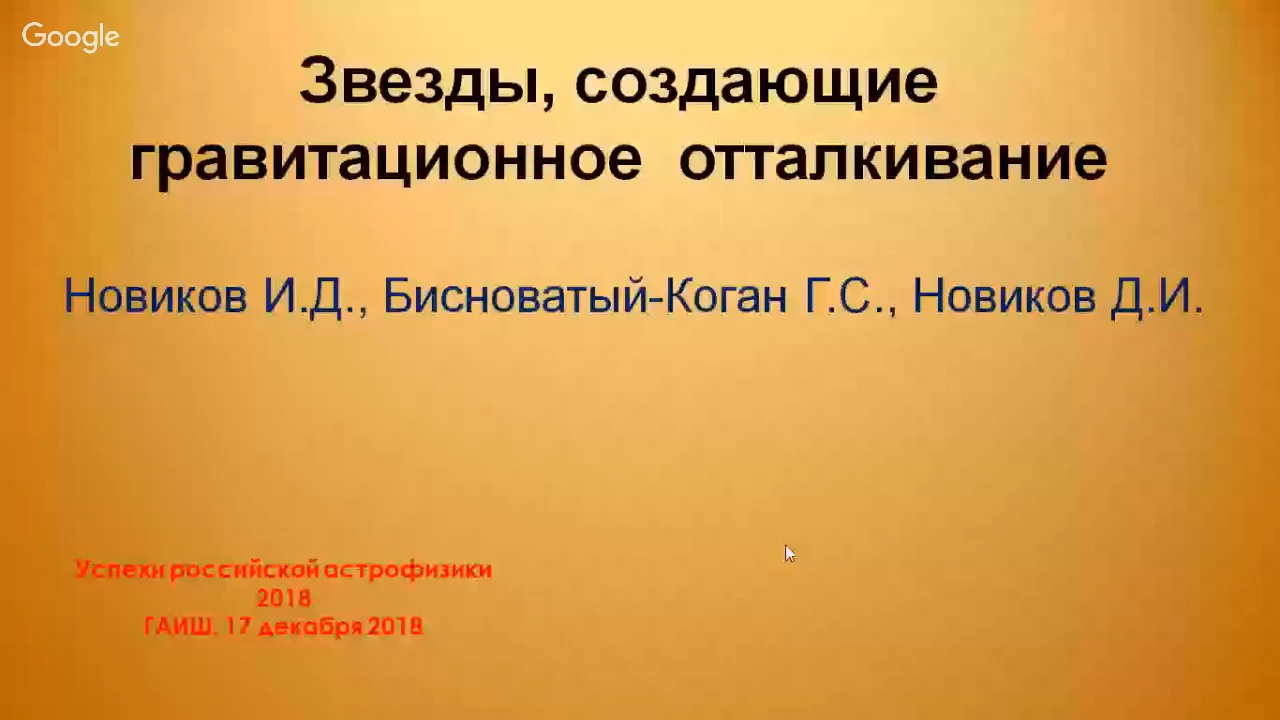 Google
Звезды, создающие
гравитационное отталкивание
Новиков И.Д., Бисноватый-Коган Г.С., Новиков Д.И.
Успехи российской астрофизики
2018
ГАИШ, 17 декабря 2018